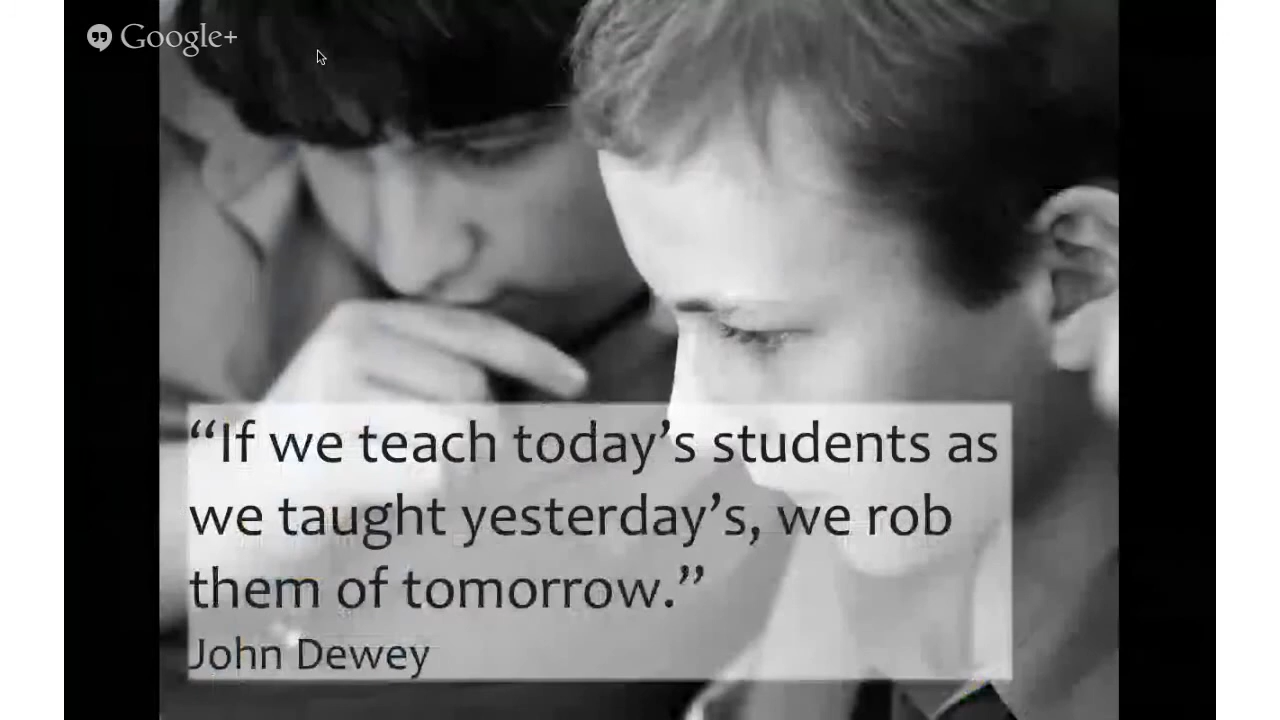 Google+
“If we teach today’s students as
we taught yesterday’s, we rob
them of tomorrow.”
John Dewey